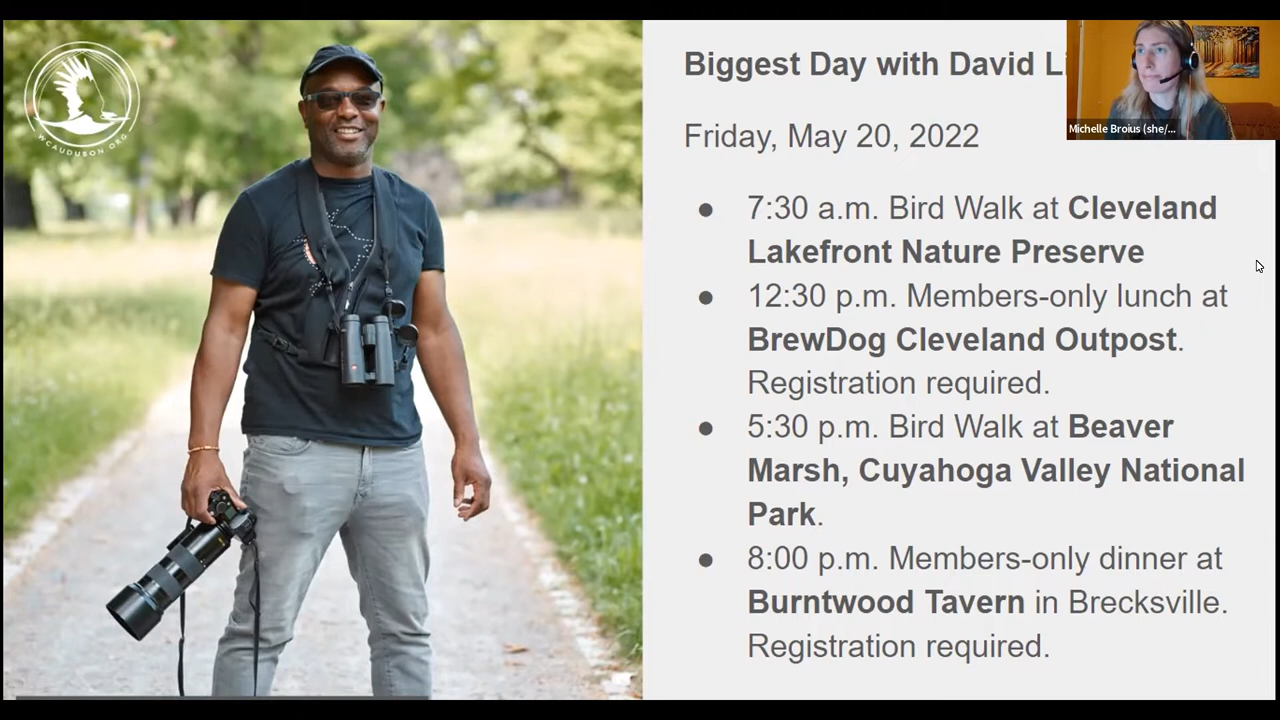 Biggest Day with David
Michelle Broius (she/...
Friday, May 20, 2022
● 7:30 a.m. Bird Walk at Cleveland
Lakefront Nature Preserve
● 12:30 p.m. Members-only lunch at
BrewDog Cleveland Outpost.
Registration required.
● 5:30 p.m. Bird Walk at Beaver
Marsh, Cuyahoga Valley National
Park.
● 8:00 p.m. Members-only dinner at
Burntwood Tavern in Brecksville.
Registration required.
WCAUDUBON.ORG